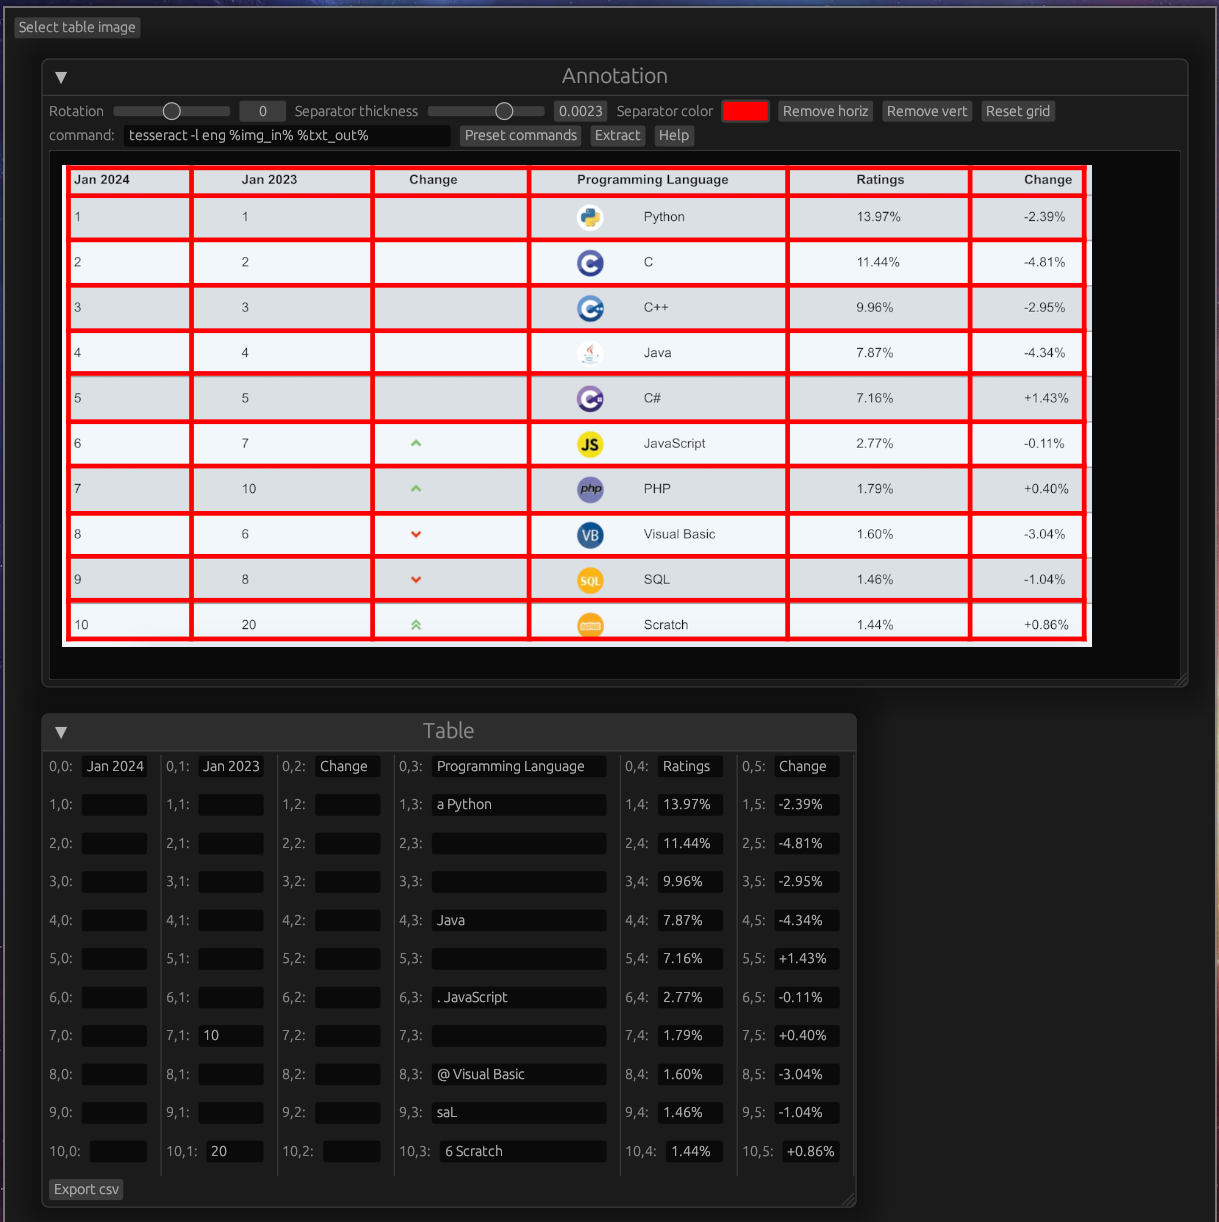 Select table image
▼ Annotation
Rotation 0 Separator thickness 0.0023 Separator color Remove horiz Remove vert Reset grid
command: tesseract -l eng %img_in% %txt_out% Preset commands Extract Help
Jan 2024 Jan 2023 Change Programming Language Ratings Change
1 1 Python 13.97% -2.39%
2 2 C C 11.44% -4.81%
3 3 C++ C++ 9.96% -2.95%
4 4 Java 7.87% -4.34%
5 5 C C# 7.16% +1.43%
6 7 JS JavaScript 2.77% -0.11%
7 10 php PHP 1.79% +0.40%
8 6 VB Visual Basic 1.60% -3.04%
9 8 SQL SQL 1.46% -1.04%
10 20 Scratch 1.44% +0.86%
▼ Table
0,0: Jan 2024 0,1: Jan 2023 0,2: Change 0,3: Programming Language 0,4: Ratings 0,5: Change
1,0: 1,1: 1,2: 1,3: a Python 1,4: 13.97% 1,5: -2.39%
2,0: 2,1: 2,2: 2,3: 2,4: 11.44% 2,5: -4.81%
3,0: 3,1: 3,2: 3,3: 3,4: 9.96% 3,5: -2.95%
4,0: 4,1: 4,2: 4,3: Java 4,4: 7.87% 4,5: -4.34%
5,0: 5,1: 5,2: 5,3: 5,4: 7.16% 5,5: +1.43%
6,0: 6,1: 6,2: 6,3: . JavaScript 6,4: 2.77% 6,5: -0.11%
7,0: 7,1: 10 7,2: 7,3: 7,4: 1.79% 7,5: +0.40%
8,0: 8,1: 8,2: 8,3: @ Visual Basic 8,4: 1.60% 8,5: -3.04%
9,0: 9,1: 9,2: 9,3: saL 9,4: 1.46% 9,5: -1.04%
10,0: 10,1: 20 10,2: 10,3: 6 Scratch 10,4: 1.44% 10,5: +0.86%
Export csv